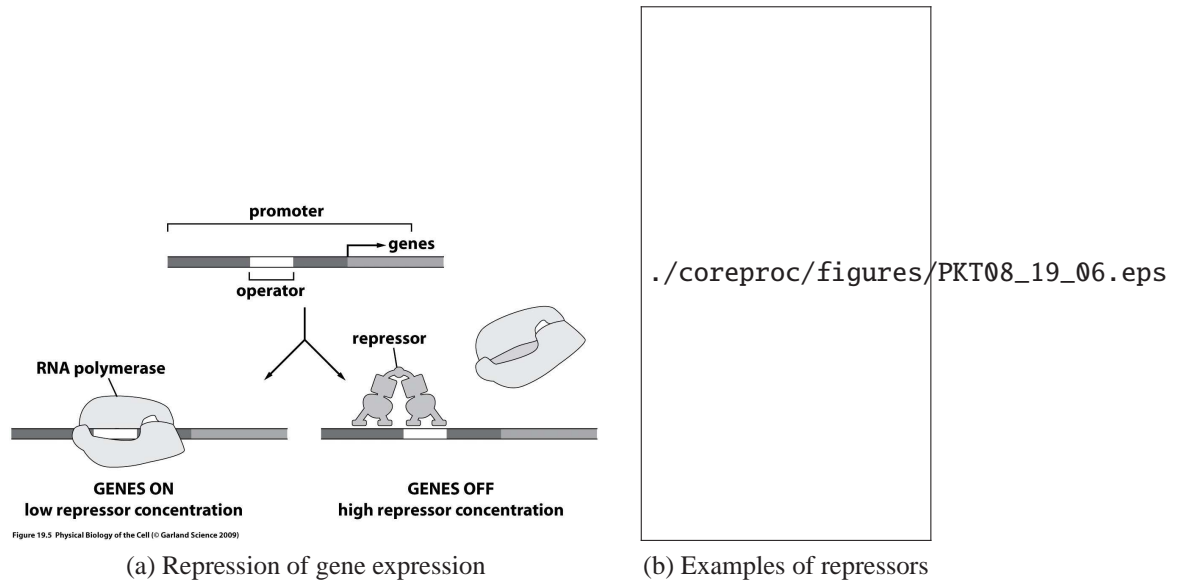 promoter
genes
operator
repressor
RNA polymerase
GENES ON
low repressor concentration
GENES OFF
high repressor concentration
Figure 19.5 Physical Biology of the Cell (© Garland Science 2009)
(a) Repression of gene expression
./coreproc/figures/PKT08_19_06.eps
(b) Examples of repressors